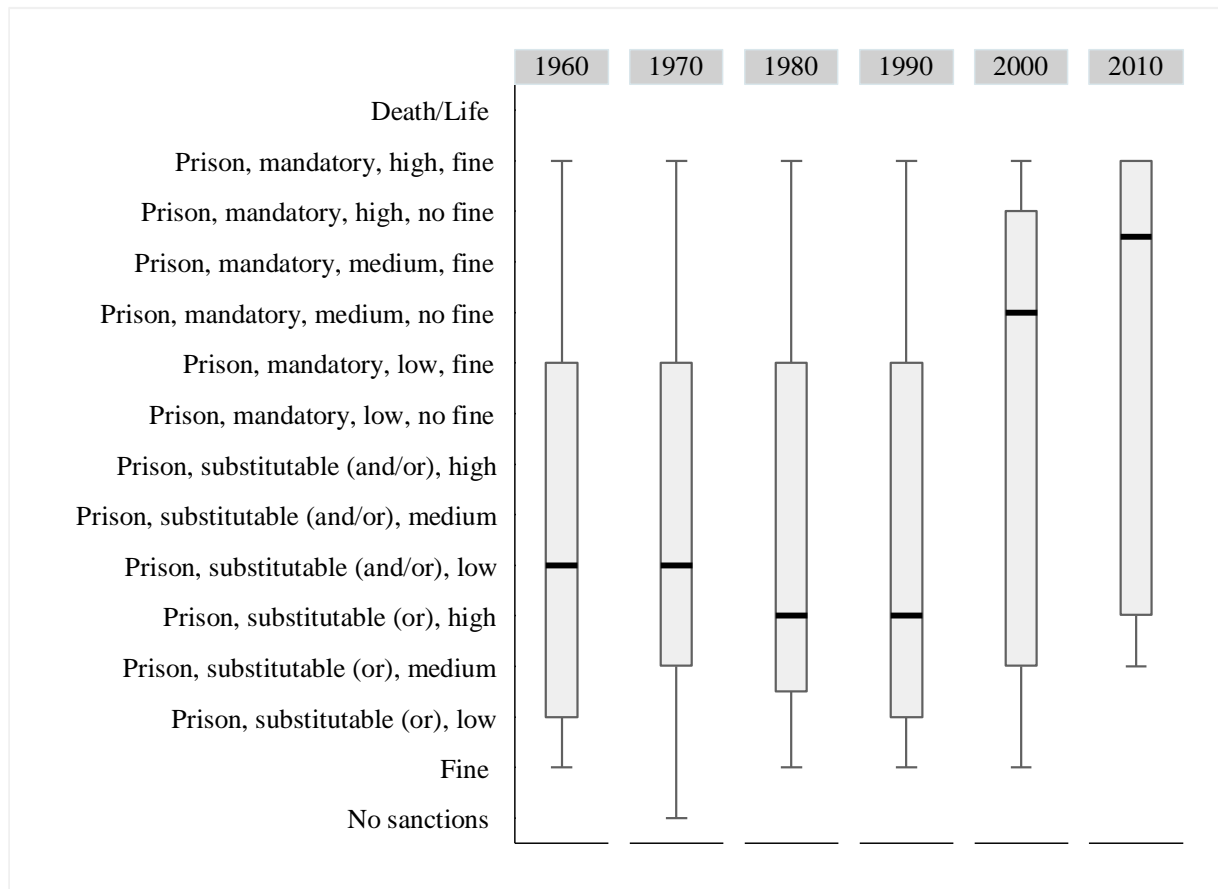 1960 1970 1980 1990 2000 2010
Death/Life
Prison, mandatory, high, fine
Prison, mandatory, high, no fine
Prison, mandatory, medium, fine
Prison, mandatory, medium, no fine
Prison, mandatory, low, fine
Prison, mandatory, low, no fine
Prison, substitutable (and/or), high
Prison, substitutable (and/or), medium
Prison, substitutable (and/or), low
Prison, substitutable (or), high
Prison, substitutable (or), medium
Prison, substitutable (or), low
Fine
No sanctions